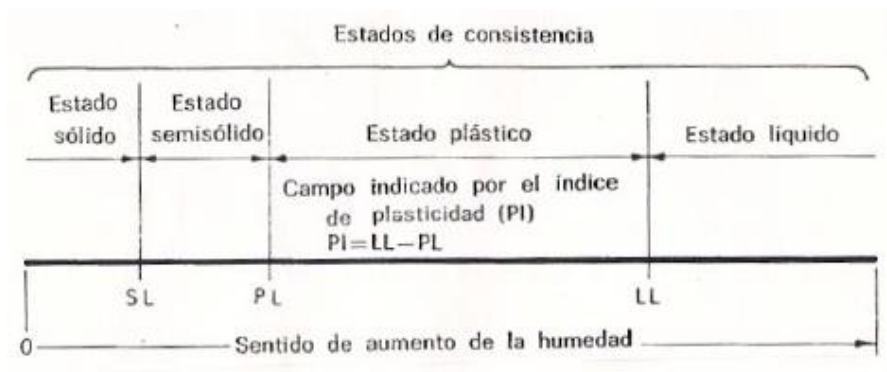 Estados de consistencia
Estado
sólido
Estado
semisólido
Estado plástico
Estado líquido
Campo indicado por el índice
de plasticidad (PI)
PI=LL−PL
SL
PL
LL
0
Sentido de aumento de la humedad